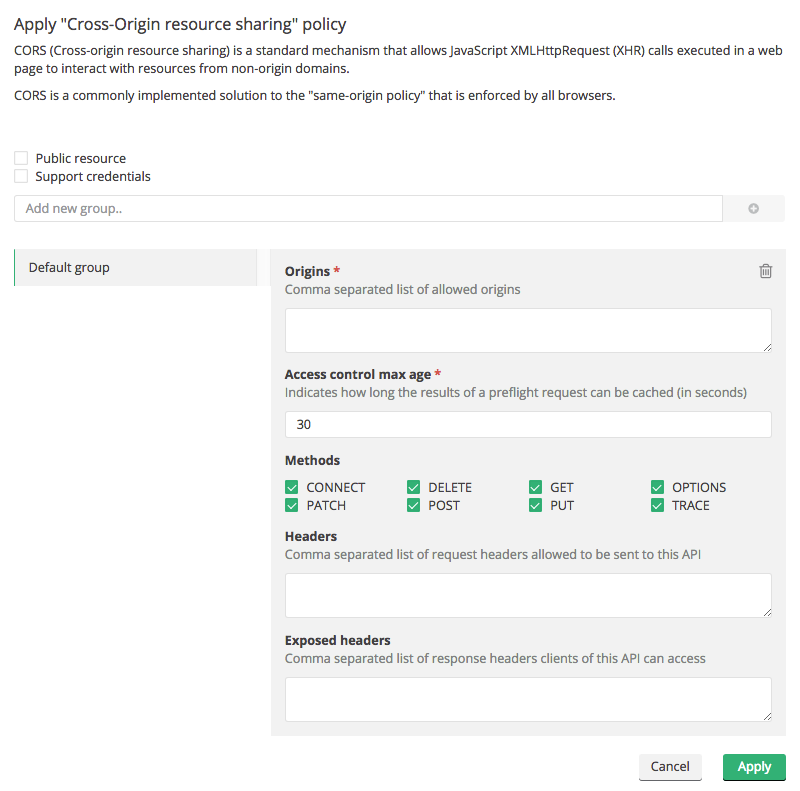 Apply "Cross-Origin resource sharing" policy
CORS (Cross-origin resource sharing) is a standard mechanism that allows JavaScript XMLHttpRequest (XHR) calls executed in a web
page to interact with resources from non-origin domains.
CORS is a commonly implemented solution to the "same-origin policy" that is enforced by all browsers.
Public resource
Support credentials
Add new group..
Default group
Origins *
Comma separated list of allowed origins
Access control max age *
Indicates how long the results of a preflight request can be cached (in seconds)
30
Methods
CONNECT DELETE GET OPTIONS
PATCH POST PUT TRACE
Headers
Comma separated list of request headers allowed to be sent to this API
Exposed headers
Comma separated list of response headers clients of this API can access
Cancel Apply